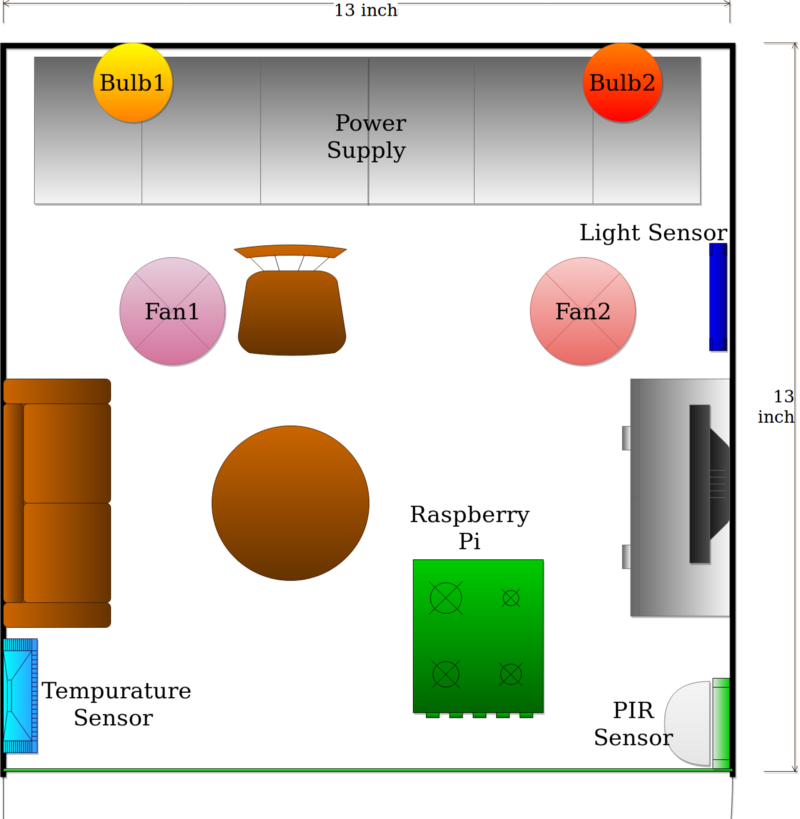 13 inch
Bulb1
Bulb2
Power
Supply
Light Sensor
Fan1
Fan2
13
inch
Raspberry
Pi
Tempurature
Sensor
PIR
Sensor